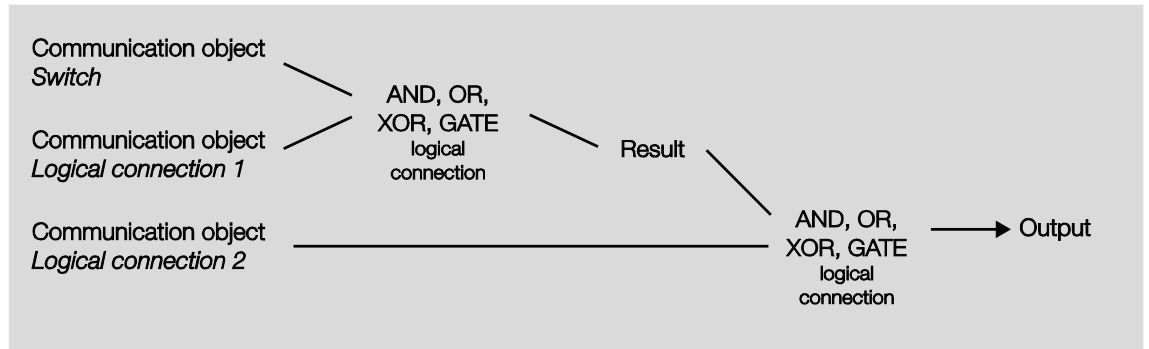 Communication object
Switch
Communication object
Logical connection 1
Communication object
Logical connection 2
AND, OR,
XOR, GATE
logical
connection
Result
AND, OR,
XOR, GATE
logical
connection
Output